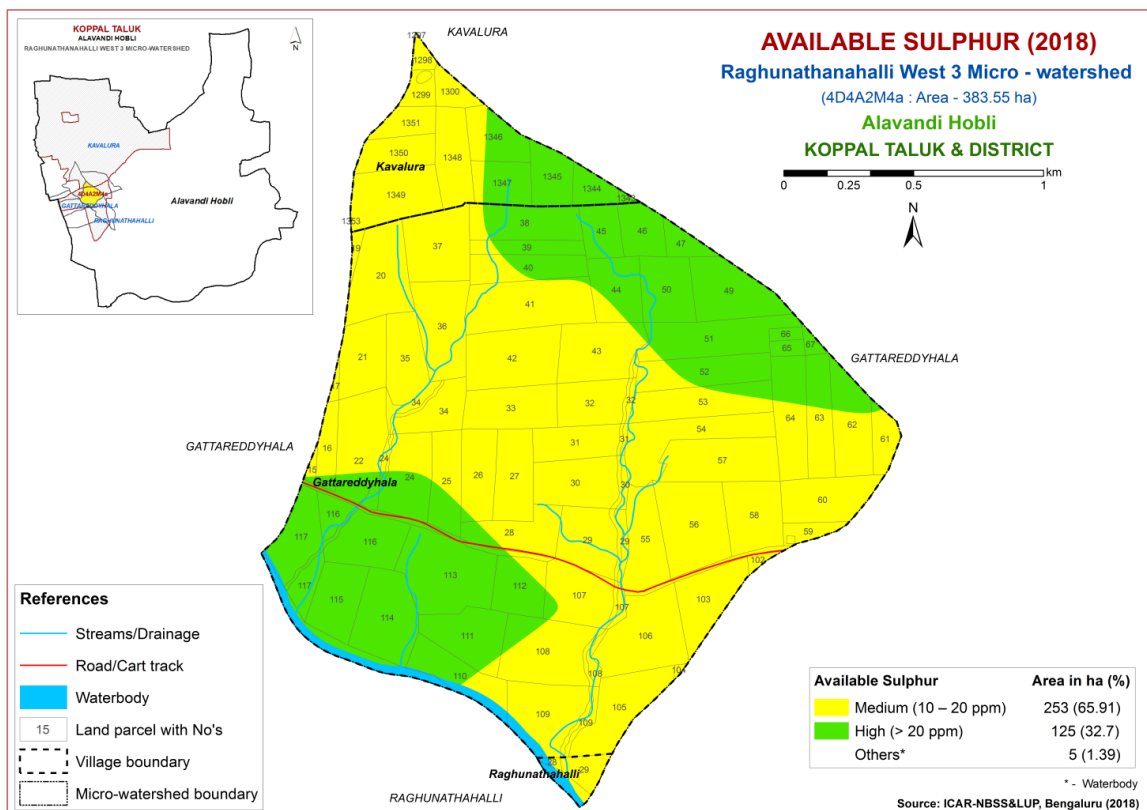 KOPPAL TALUK
ALAVANDI HOBLI
RAGHUNATHANAHALLI WEST 3 MICRO-WATERSHED
N
KAVALURA
4D4A2M4a
GATTAREDDYHALA
RAGHUNATHAHALLI
Alavandi Hobli
AVAILABLE SULPHUR (2018)
Raghunathanahalli West 3 Micro - watershed
(4D4A2M4a : Area - 383.55 ha)
Alavandi Hobli
KOPPAL TALUK & DISTRICT
km
0 0.25 0.5 1
N
KAVALURA
1297
1298
1299 1300
1351 1346
1350 1348
Kavalura
1347 1345 1344
1349
1353
38 45 46 47
19 37 39
20 40
44 50 49
41
36 51 66
65 67
GATTAREDDYHALA
21 35 42 43
52
34 34 33 32 32 53
64 63 62 61
54
31 31
GATTAREDDYHALA
16 22 24 57
15 24 25 26 27 30 30
Gattareddyhala
60
116 56 58
117 116 28 29 29 55 59
102
113 112
117 115 107 107 103
114 111 106
108
110 108
109 109 105
28 29
Raghunathahalli
RAGHUNATHAHALLI
References
Streams/Drainage
Road/Cart track
Waterbody
15 Land parcel with No's
Village boundary
Micro-watershed boundary
Available Sulphur Area in ha (%)
Medium (10 – 20 ppm) 253 (65.91)
High (> 20 ppm) 125 (32.7)
Others* 5 (1.39)
* - Waterbody
Source: ICAR-NBSS&LUP, Bengaluru (2018)